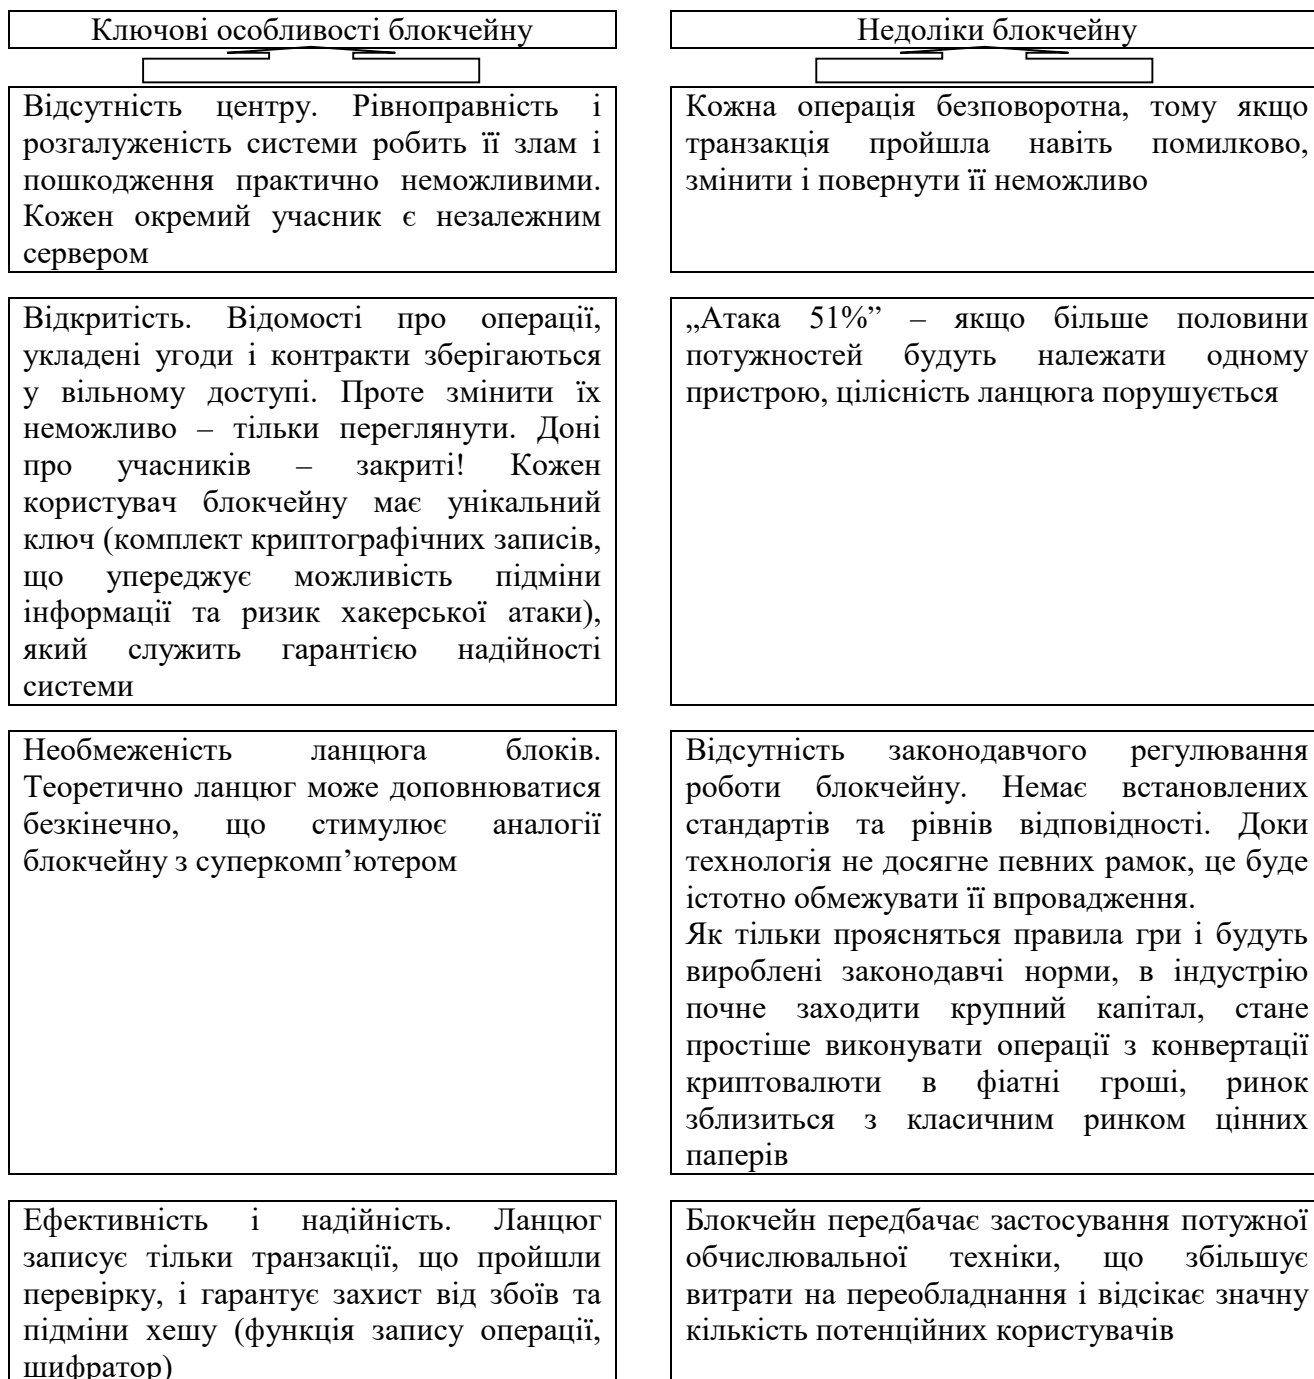 Ключові особливості блокчейну
Відсутність центру. Рівноправність і
розгалуженість системи робить її злам і
пошкодження практично неможливими.
Кожен окремий учасник є незалежним
сервером
Відкритість. Відомості про операції,
укладені угоди і контракти зберігаються
у вільному доступі. Проте змінити їх
неможливо – тільки переглянути. Доні
про учасників – закриті! Кожен
користувач блокчейну має унікальний
ключ (комплект криптографічних записів,
що упереджує можливість підміни
інформації та ризик хакерської атаки),
який служить гарантією надійності
системи
Необмеженість ланцюга блоків.
Теоретично ланцюг може доповнюватися
безкінечно, що стимулює аналогії
блокчейну з суперкомп’ютером
Ефективність і надійність. Ланцюг
записує тільки транзакції, що пройшли
перевірку, і гарантує захист від збоїв та
підміни хешу (функція запису операції,
шифратор)
Недоліки блокчейну
Кожна операція безповоротна, тому якщо
транзакція пройшла навіть помилково,
змінити і повернути її неможливо
„Атака 51%” – якщо більше половини
потужностей будуть належати одному
пристрою, цілісність ланцюга порушується
Відсутність законодавчого регулювання
роботи блокчейну. Немає встановлених
стандартів та рівнів відповідності. Доки
технологія не досягне певних рамок, це буде
істотно обмежувати її впровадження.
Як тільки проясняться правила гри і будуть
вироблені законодавчі норми, в індустрію
почне заходити крупний капітал, стане
простіше виконувати операції з конвертації
криптовалюти в фіатні гроші, ринок
зблизиться з класичним ринком цінних
паперів
Блокчейн передбачає застосування потужної
обчислювальної техніки, що збільшує
витрати на переобладнання і відсікає значну
кількість потенційних користувачів